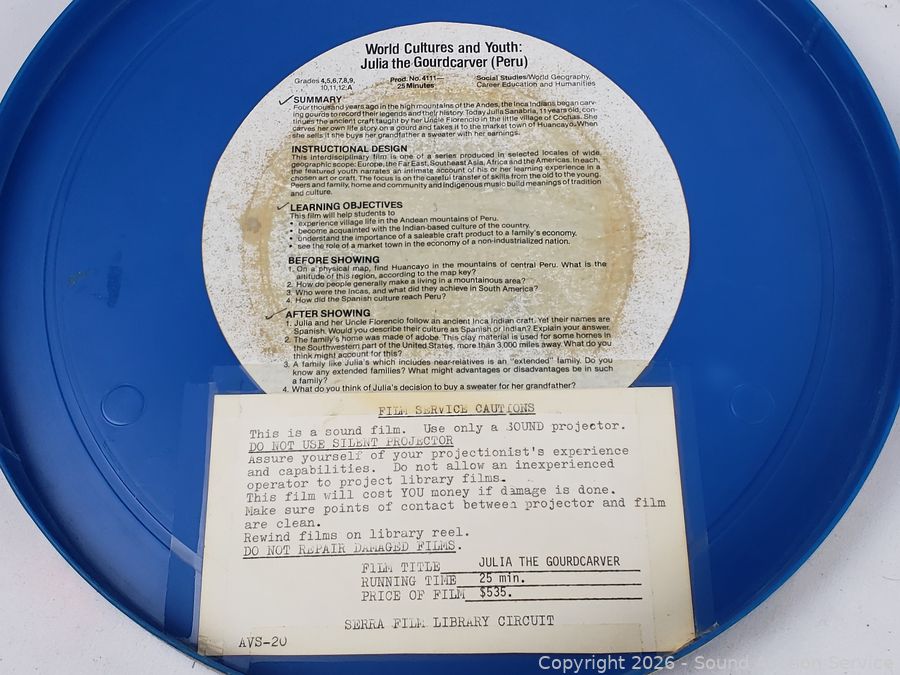 World Cultures and Youth:
Julia the Gourdcarver (Peru)
Grades 4,5,6,7,8,9,
10,11,12;A
Prod. No. 4111—
25 Minutes
Social Studies/World Geography,
Career Education and Humanities
SUMMARY
Four thousand years ago in the high mountains of the Andes, the Inca Indians began carv-
ing gourds to record their legends and their history. Today Julia Sanabria, 11 years old, con-
tinues the ancient craft taught by her Uncle Florencio in the little village of Cochas. She
carves her own life story on a gourd and takes it to the market town of Huancayo. When
she sells it she buys her grandfather a sweater with her earnings.
INSTRUCTIONAL DESIGN
This interdisciplinary film is one of a series produced in selected locales of wide
geographic scope: Europe, the Far East, Southeast Asia, Africa and the Americas. In each,
the featured youth narrates an intimate account of his or her learning experience in a
chosen art or craft. The focus is on the careful transfer of skills from the old to the young.
Peers and family, home and community and indigenous music build meanings of tradition
and culture.
LEARNING OBJECTIVES
This film will help students to
• experience village life in the Andean mountains of Peru.
• become acquainted with the Indian-based culture of the country.
• understand the importance of a saleable craft product to a family's economy.
• see the role of a market town in the economy of a non-industrialized nation.
BEFORE SHOWING
1. On a physical map, find Huancayo in the mountains of central Peru. What is the
altitude of this region, according to the map key?
2. How do people generally make a living in a mountainous area?
3. Who were the Incas, and what did they achieve in South America?
4. How did the Spanish culture reach Peru?
AFTER SHOWING
1. Julia and her Uncle Florencio follow an ancient Inca Indian craft. Yet their names are
Spanish. Would you describe their culture as Spanish or Indian? Explain your answer.
2. The family's home was made of adobe. This clay material is used for some homes in
the Southwestern part of the United States, more than 3,000 miles away. What do you
think might account for this?
3. A family like Julia's which includes near-relatives is an "extended" family. Do you
know any extended families? What might advantages or disadvantages be in such
a family?
4. What do you think of Julia's decision to buy a sweater for her grandfather?
FILM SERVICE CAUTIONS
This is a sound film. Use only a SOUND projector.
DO NOT USE SILENT PROJECTOR
Assure yourself of your projectionist's experience
and capabilities. Do not allow an inexperienced
operator to project library films.
This film will cost YOU money if damage is done.
Make sure points of contact between projector and film
are clean.
Rewind films on library reel.
DO NOT REPAIR DAMAGED FILMS.
FILM TITLE JULIA THE GOURDCARVER
RUNNING TIME 25 min.
PRICE OF FILM $535.
SERRA FILM LIBRARY CIRCUIT
AVS-20